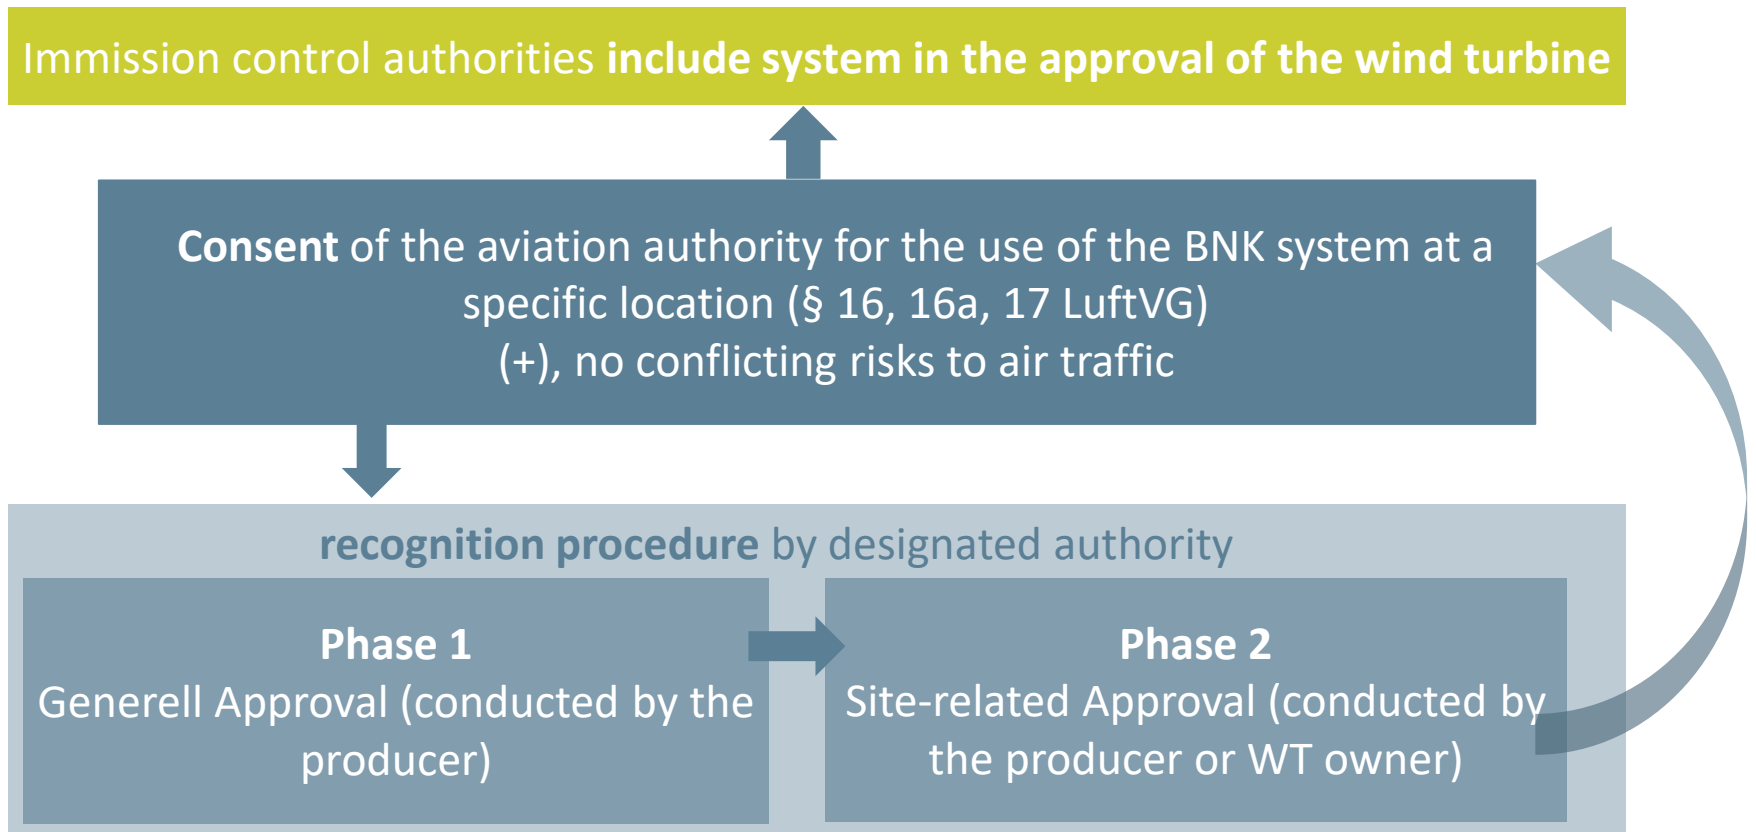 Immission control authorities include system in the approval of the wind turbine
Consent of the aviation authority for the use of the BNK system at a
specific location (§ 16, 16a, 17 LuftVG)
(+), no conflicting risks to air traffic
recognition procedure by designated authority
Phase 1
Generell Approval (conducted by the
producer)
Phase 2
Site-related Approval (conducted by
the producer or WT owner)